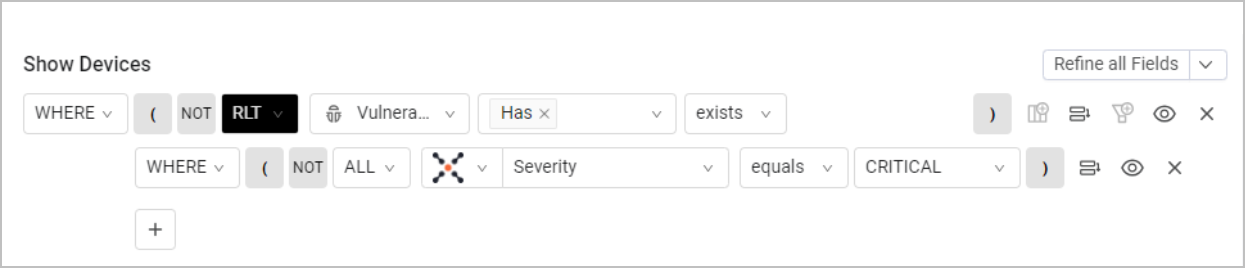 Show Devices
Refine all Fields
WHERE ( NOT RLT Vulnera... Has × exists )
WHERE ( NOT ALL Severity equals CRITICAL )
+